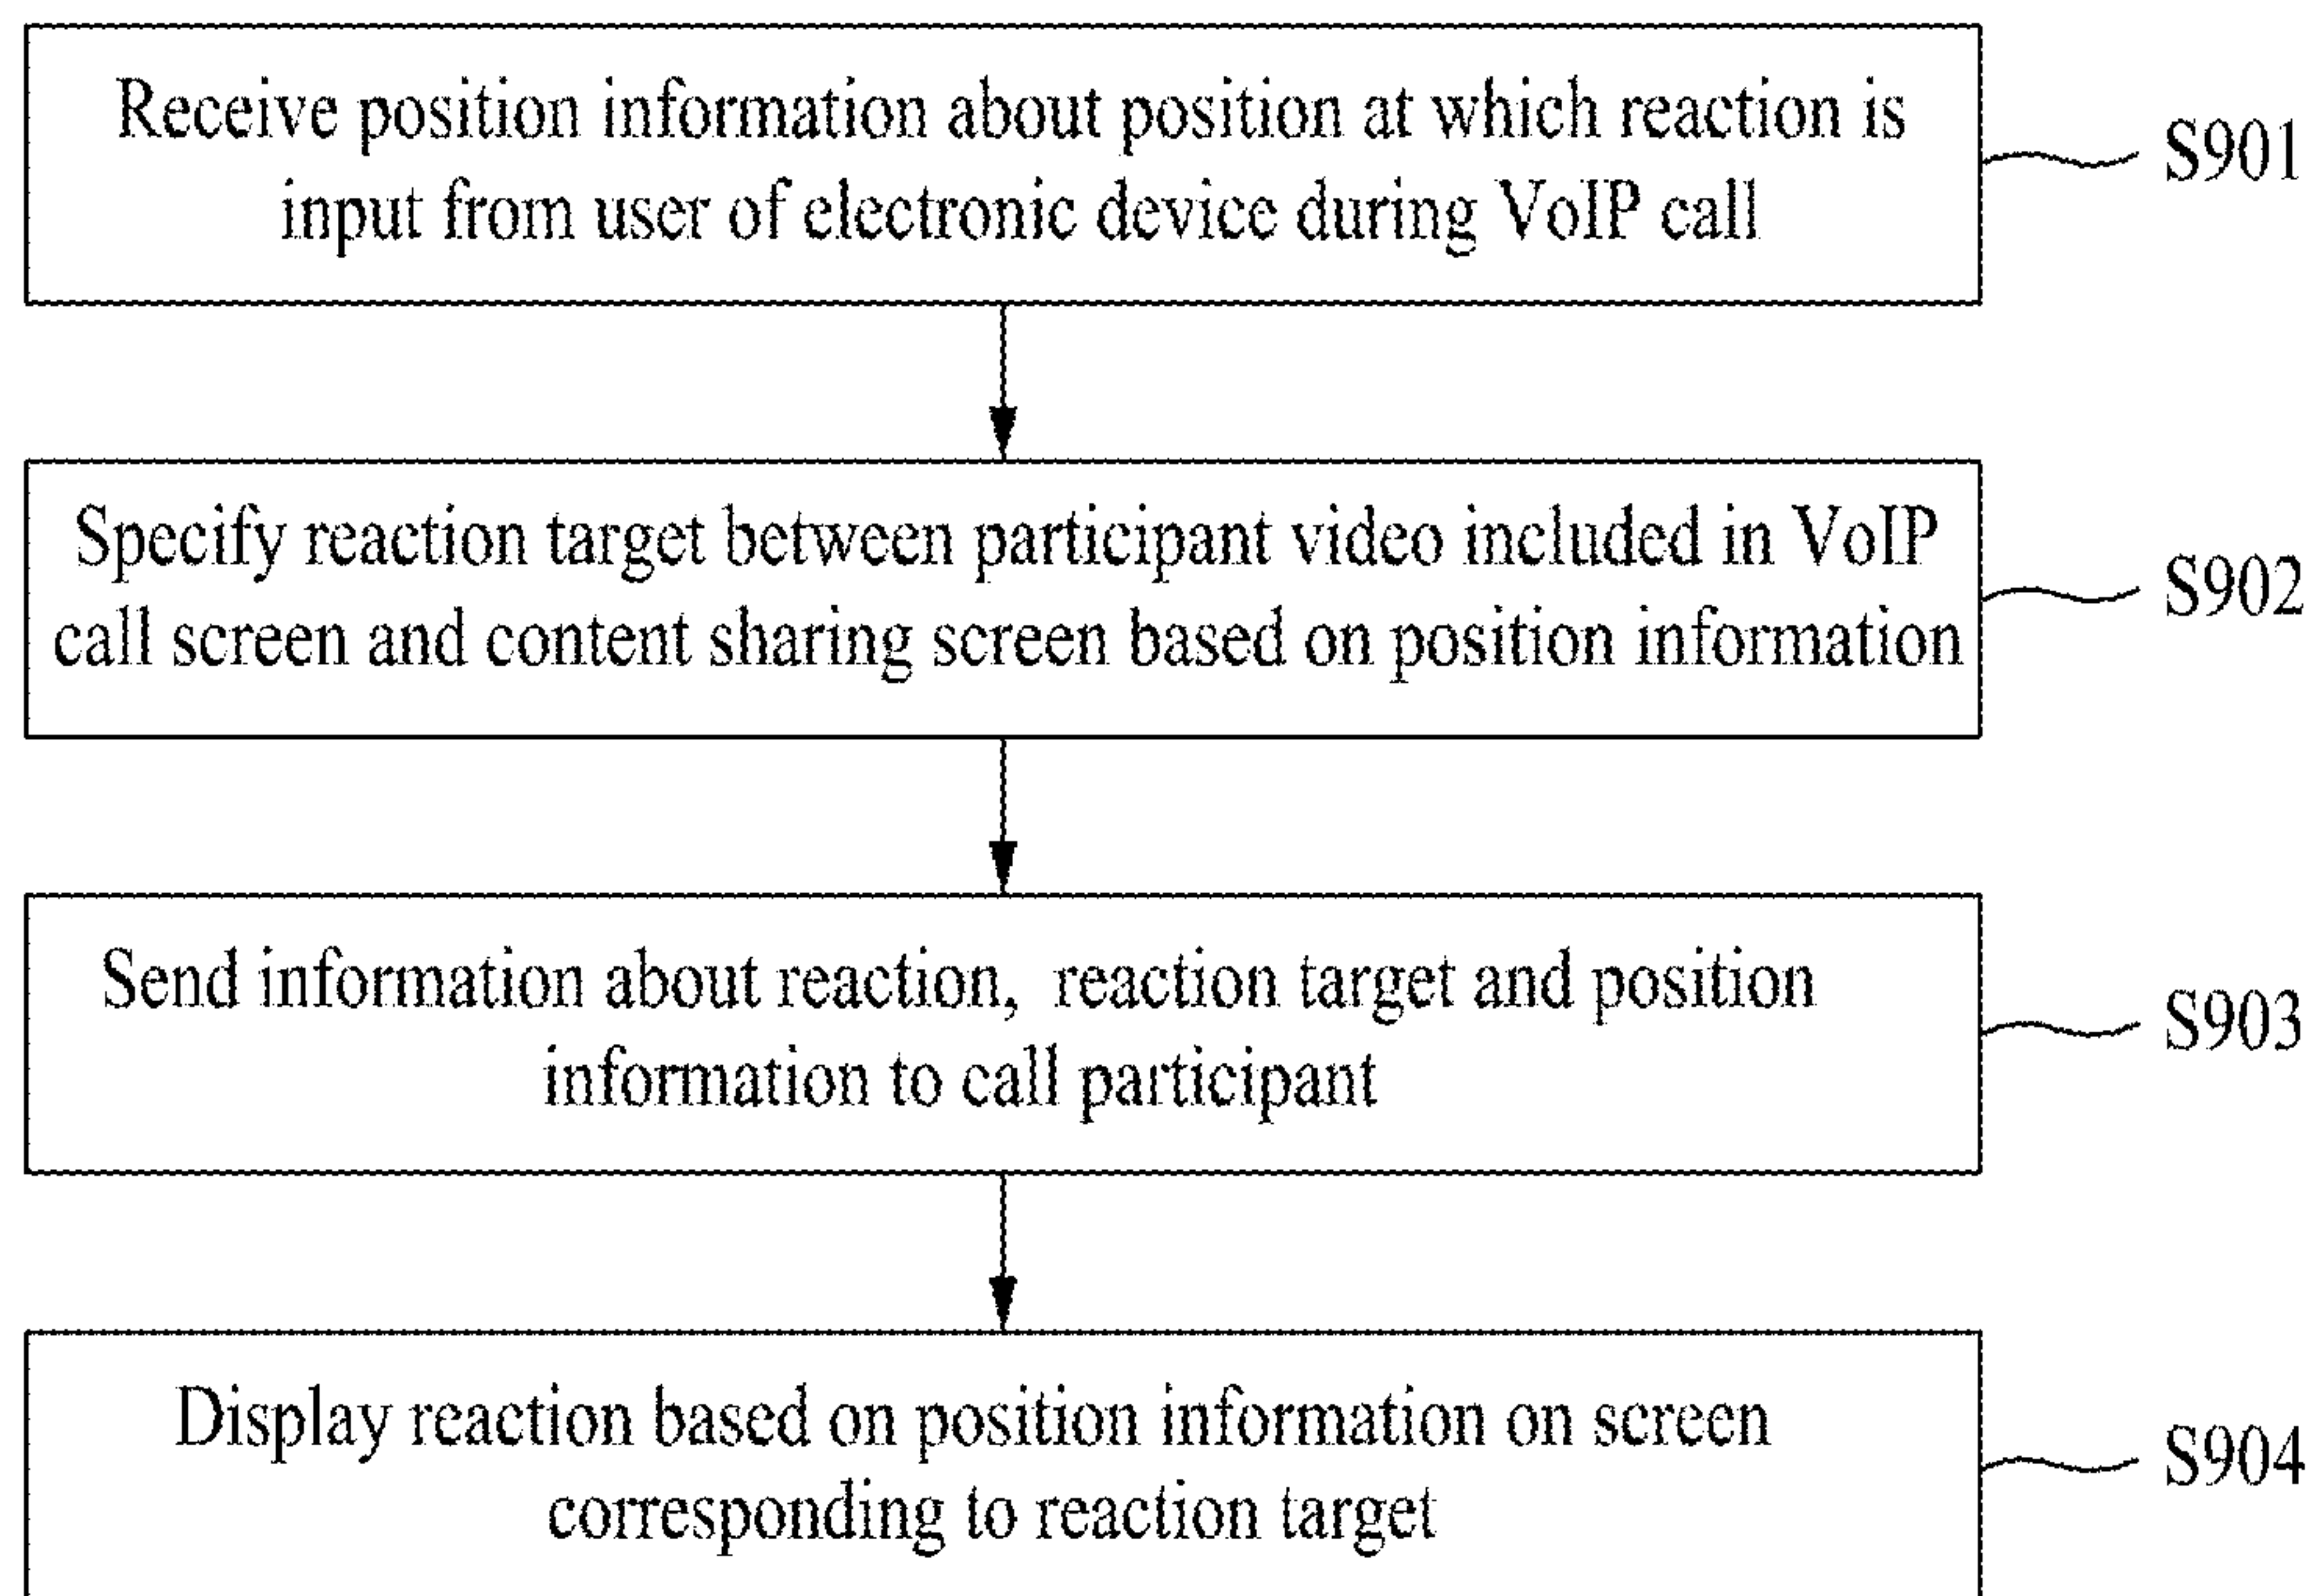 Receive position information about position at which reaction is
input from user of electronic device during VoIP call
S901
Specify reaction target between participant video included in VoIP
call screen and content sharing screen based on position information
S902
Send information about reaction, reaction target and position
information to call participant
S903
Display reaction based on position information on screen
corresponding to reaction target
S904